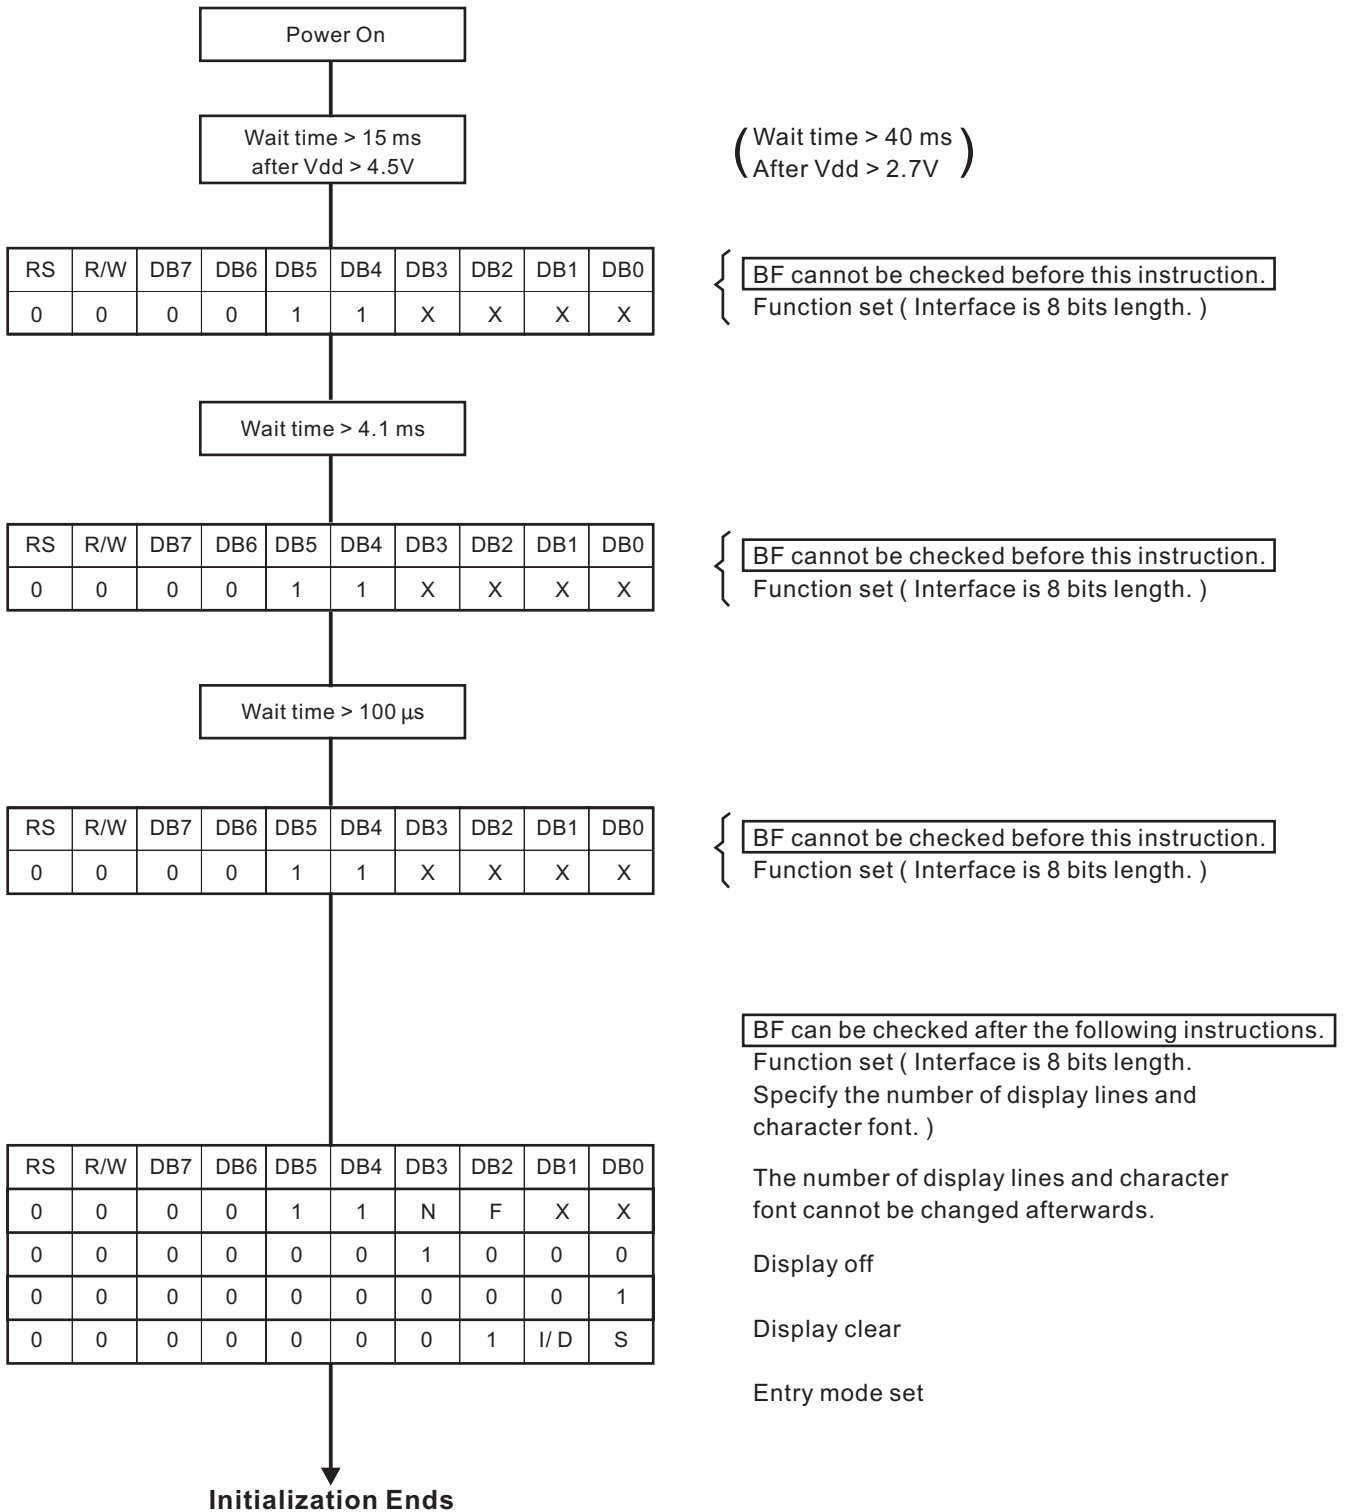 Power On
Wait time > 15 ms
after Vdd > 4.5V
(Wait time > 40 ms
After Vdd > 2.7V )
RS R/W DB7 DB6 DB5 DB4 DB3 DB2 DB1 DB0
0 0 0 0 1 1 X X X X
BF cannot be checked before this instruction.
Function set ( Interface is 8 bits length. )
Wait time > 4.1 ms
RS R/W DB7 DB6 DB5 DB4 DB3 DB2 DB1 DB0
0 0 0 0 1 1 X X X X
BF cannot be checked before this instruction.
Function set ( Interface is 8 bits length. )
Wait time > 100 µs
RS R/W DB7 DB6 DB5 DB4 DB3 DB2 DB1 DB0
0 0 0 0 1 1 X X X X
BF cannot be checked before this instruction.
Function set ( Interface is 8 bits length. )
BF can be checked after the following instructions.
Function set ( Interface is 8 bits length.
Specify the number of display lines and
character font. )
RS R/W DB7 DB6 DB5 DB4 DB3 DB2 DB1 DB0
0 0 0 0 1 1 N F X X
0 0 0 0 0 0 1 0 0 0
0 0 0 0 0 0 0 0 0 1
0 0 0 0 0 0 0 1 I/ D S
The number of display lines and character
font cannot be changed afterwards.
Display off
Display clear
Entry mode set
Initialization Ends